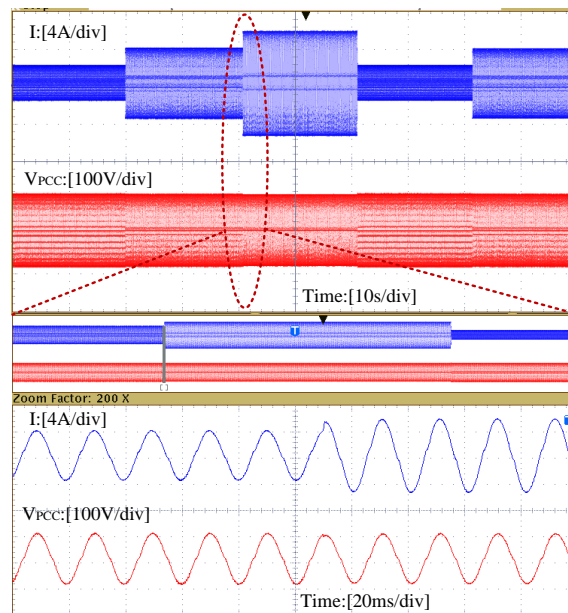 I:[4A/div]
VPCC:[100V/div]
Time:[10s/div]
T
Zoom Factor: 200 X
I:[4A/div]
VPCC:[100V/div]
Time:[20ms/div]